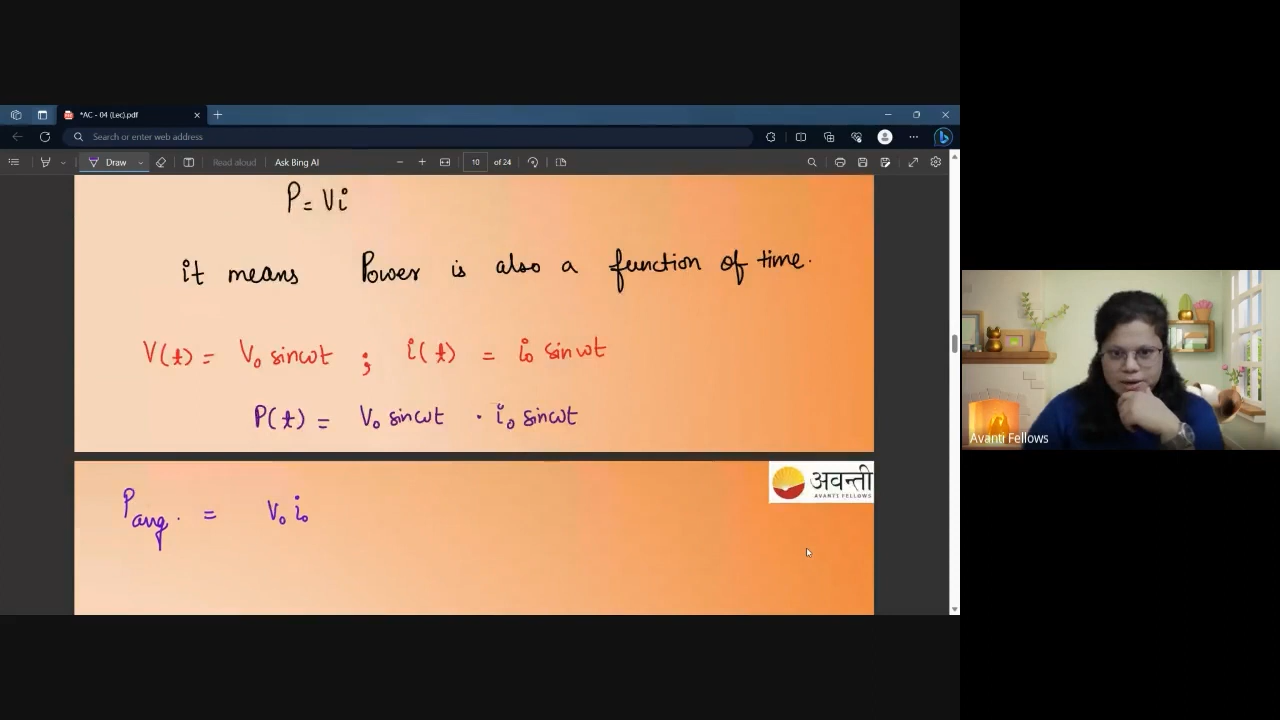 *AC - 04 (Lec).pdf
Search or enter web address
Draw
Read aloud
Ask Bing AI
10 of 24
P = Vi
it means Power is also a function of time.
V(t) = V₀ sinωt ; i(t) = i₀ sinωt
P(t) = V₀ sinωt · i₀ sinωt
अवन्ती
AVANTI FELLOWS
P avg. = V₀ i₀
Avanti Fellows